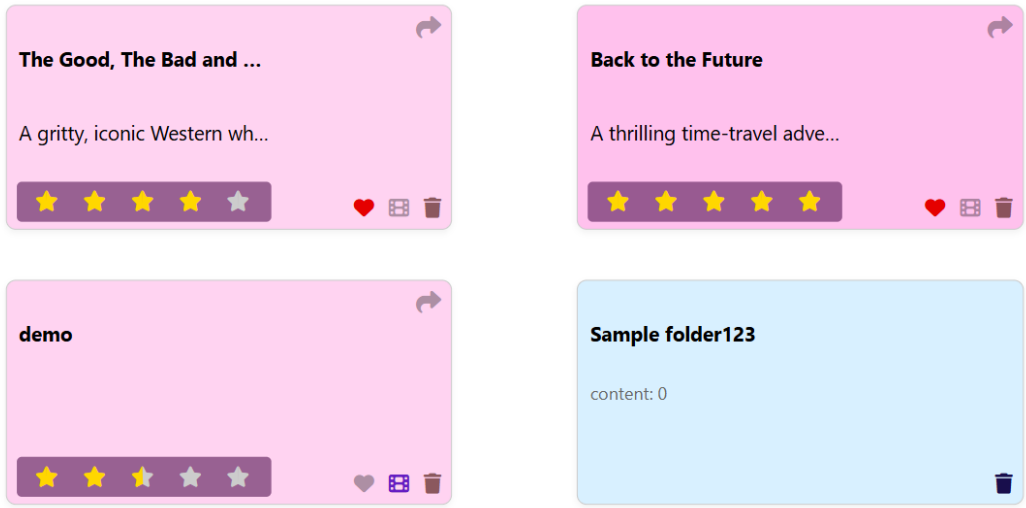 The Good, The Bad and ...
A gritty, iconic Western wh...
Back to the Future
A thrilling time-travel adve...
demo
Sample folder123
content: 0